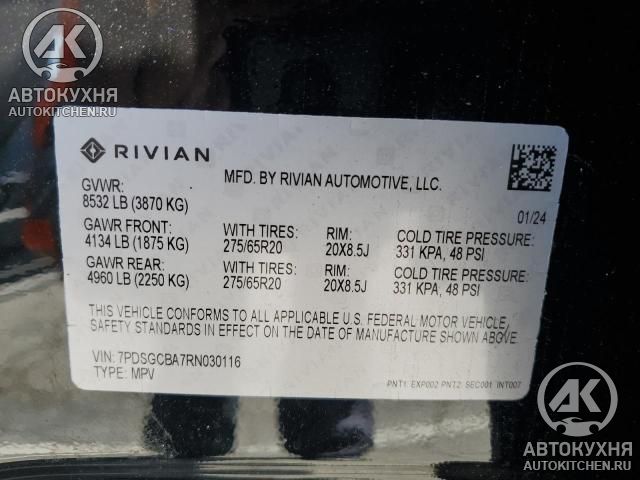 АК
АВТОКУХНЯ
AUTOKITCHEN.RU
RIVIAN
MFD. BY RIVIAN AUTOMOTIVE, LLC.
01/24
GVWR:
8532 LB (3870 KG)
GAWR FRONT: WITH TIRES: RIM: COLD TIRE PRESSURE:
4134 LB (1875 KG) 275/65R20 20X8.5J 331 KPA, 48 PSI
GAWR REAR: WITH TIRES: RIM: COLD TIRE PRESSURE:
4960 LB (2250 KG) 275/65R20 20X8.5J 331 KPA, 48 PSI
THIS VEHICLE CONFORMS TO ALL APPLICABLE U.S. FEDERAL MOTOR VEHICLE
SAFETY STANDARDS IN EFFECT ON THE DATE OF MANUFACTURE SHOWN ABOVE.
VIN: 7PDSGCBA7RN030116
TYPE: MPV
PNT1: EXP002 PNT2: SEC001 INT007
АК
АВТОКУХНЯ
AUTOKITCHEN.RU